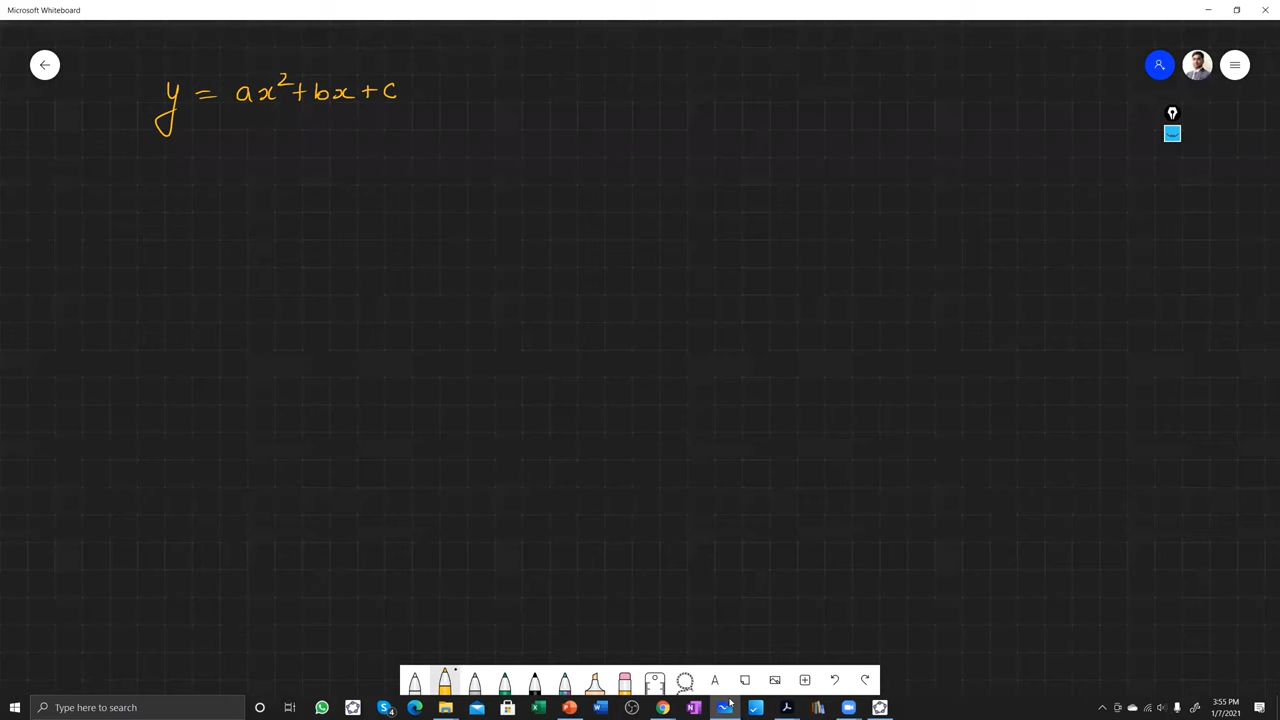 Microsoft Whiteboard
y = ax²+bx+c
A
Type here to search
3:55 PM
1/7/2021